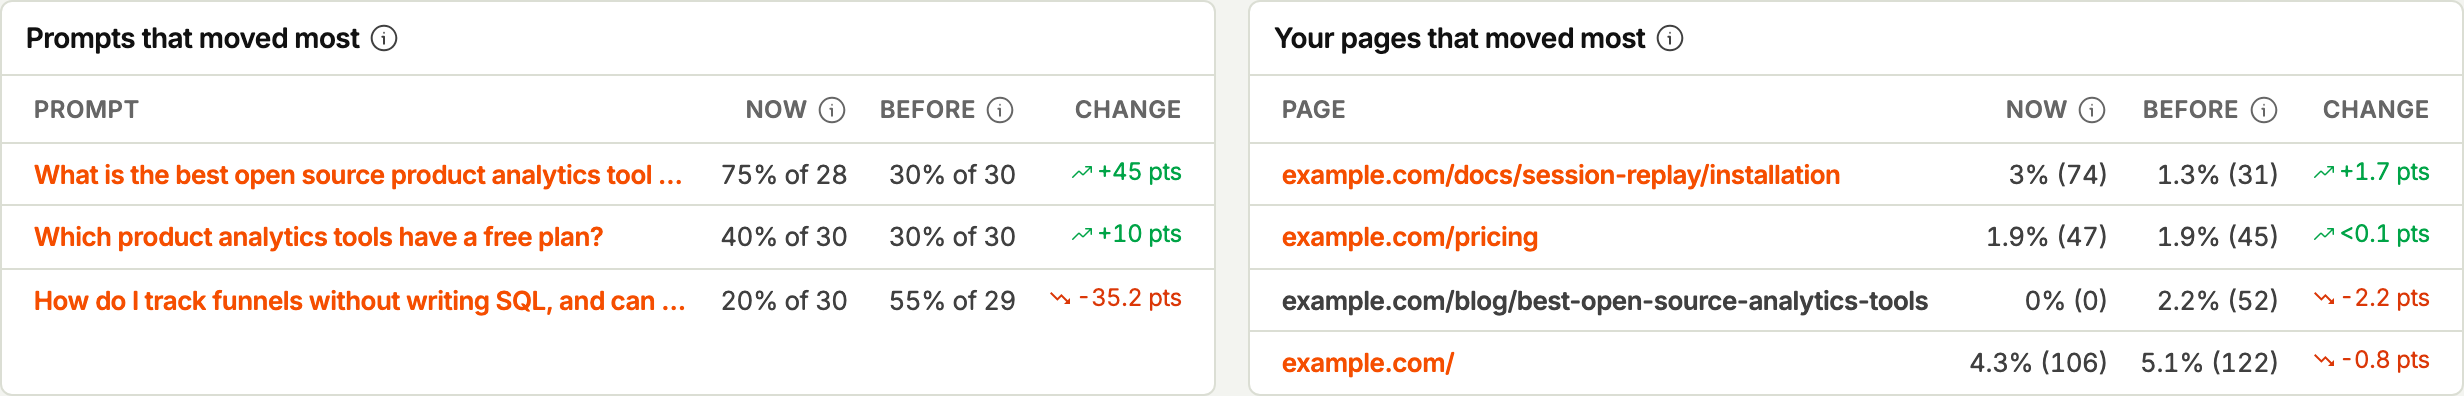 Prompts that moved most
PROMPT NOW BEFORE CHANGE
What is the best open source product analytics tool ... 75% of 28 30% of 30 +45 pts
Which product analytics tools have a free plan? 40% of 30 30% of 30 +10 pts
How do I track funnels without writing SQL, and can ... 20% of 30 55% of 29 -35.2 pts
Your pages that moved most
PAGE NOW BEFORE CHANGE
example.com/docs/session-replay/installation 3% (74) 1.3% (31) +1.7 pts
example.com/pricing 1.9% (47) 1.9% (45) <0.1 pts
example.com/blog/best-open-source-analytics-tools 0% (0) 2.2% (52) -2.2 pts
example.com/ 4.3% (106) 5.1% (122) -0.8 pts